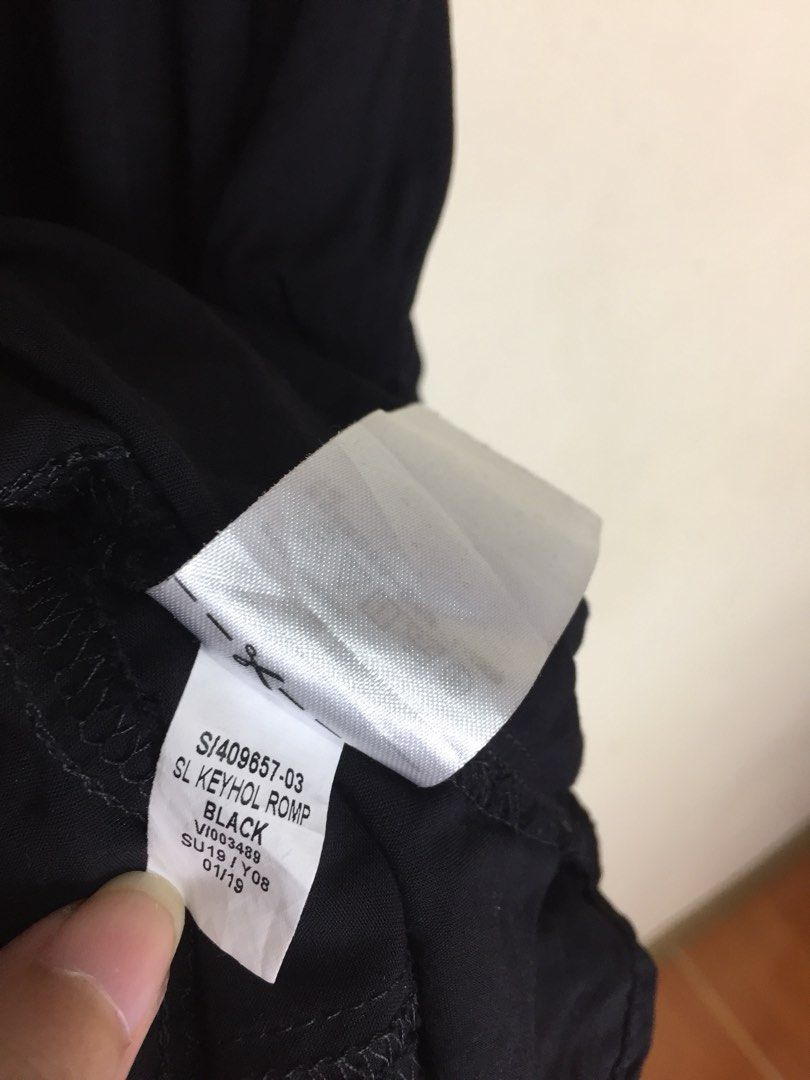 S/409657-03
SL KEYHOL ROMP
BLACK
V/003489
SU19 / Y08
01/19